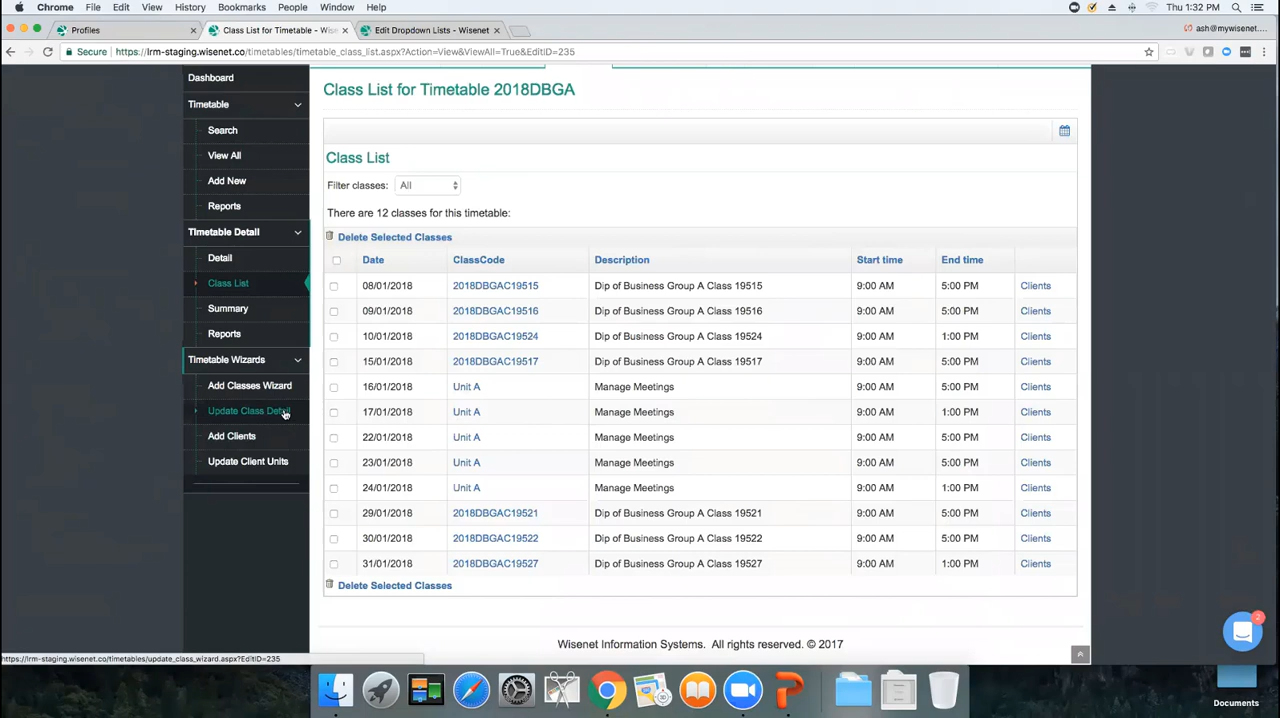 Chrome File Edit View History Bookmarks People Window Help Thu 1:32 PM
Profiles Class List for Timetable - Wise Edit Dropdown Lists - Wisenet ash@mywisenet....
Secure https://lrm-staging.wisenet.co/timetables/timetable_class_list.aspx?Action=View&ViewAll=True&EditID=235
Dashboard
Timetable
Search
View All
Add New
Reports
Timetable Detail
Detail
Class List
Summary
Reports
Timetable Wizards
Add Classes Wizard
Update Class Detail
Add Clients
Update Client Units
Class List for Timetable 2018DBGA
Class List
Filter classes: All
There are 12 classes for this timetable:
Delete Selected Classes
Date ClassCode Description Start time End time
08/01/2018 2018DBGAC19515 Dip of Business Group A Class 19515 9:00 AM 5:00 PM Clients
09/01/2018 2018DBGAC19516 Dip of Business Group A Class 19516 9:00 AM 5:00 PM Clients
10/01/2018 2018DBGAC19524 Dip of Business Group A Class 19524 9:00 AM 1:00 PM Clients
15/01/2018 2018DBGAC19517 Dip of Business Group A Class 19517 9:00 AM 5:00 PM Clients
16/01/2018 Unit A Manage Meetings 9:00 AM 5:00 PM Clients
17/01/2018 Unit A Manage Meetings 9:00 AM 1:00 PM Clients
22/01/2018 Unit A Manage Meetings 9:00 AM 5:00 PM Clients
23/01/2018 Unit A Manage Meetings 9:00 AM 5:00 PM Clients
24/01/2018 Unit A Manage Meetings 9:00 AM 1:00 PM Clients
29/01/2018 2018DBGAC19521 Dip of Business Group A Class 19521 9:00 AM 5:00 PM Clients
30/01/2018 2018DBGAC19522 Dip of Business Group A Class 19522 9:00 AM 5:00 PM Clients
31/01/2018 2018DBGAC19527 Dip of Business Group A Class 19527 9:00 AM 1:00 PM Clients
Delete Selected Classes
Wisenet Information Systems. All rights reserved. © 2017
2
https://lrm-staging.wisenet.co/timetables/update_class_wizard.aspx?EditID=235
Documents